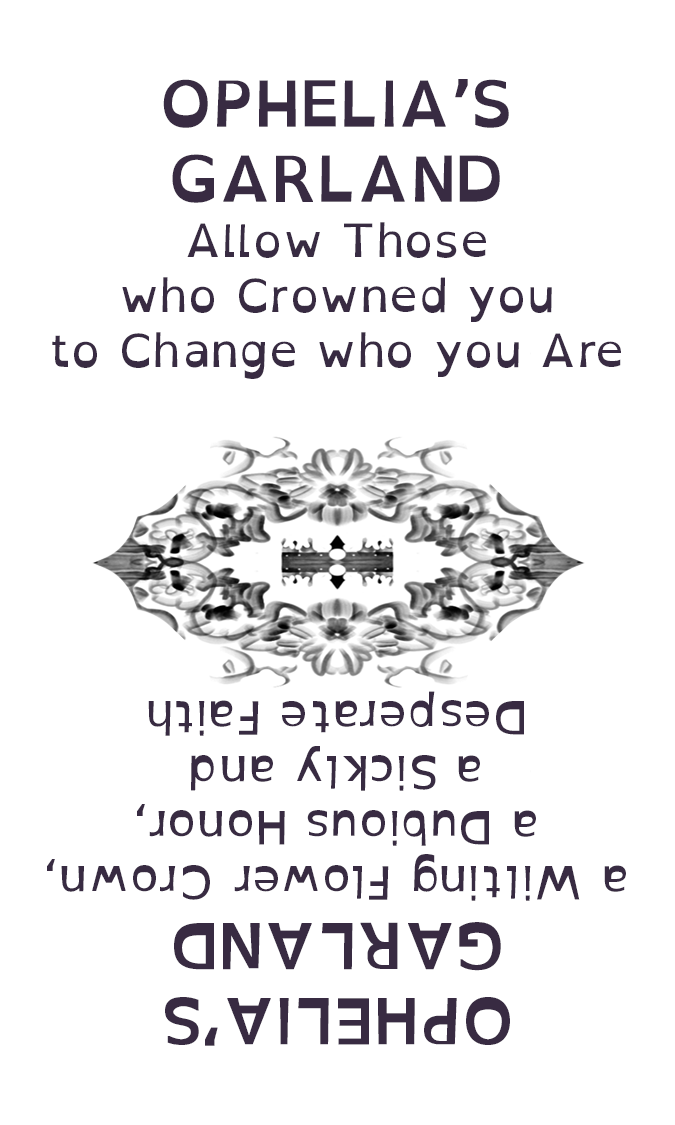 OPHELIA'S
GARLAND
Allow Those
who Crowned you
to Change who you Are
OPHELIA'S
GARLAND
a Wilting Flower Crown,
a Dubious Honor,
a Sickly and
Desperate Faith